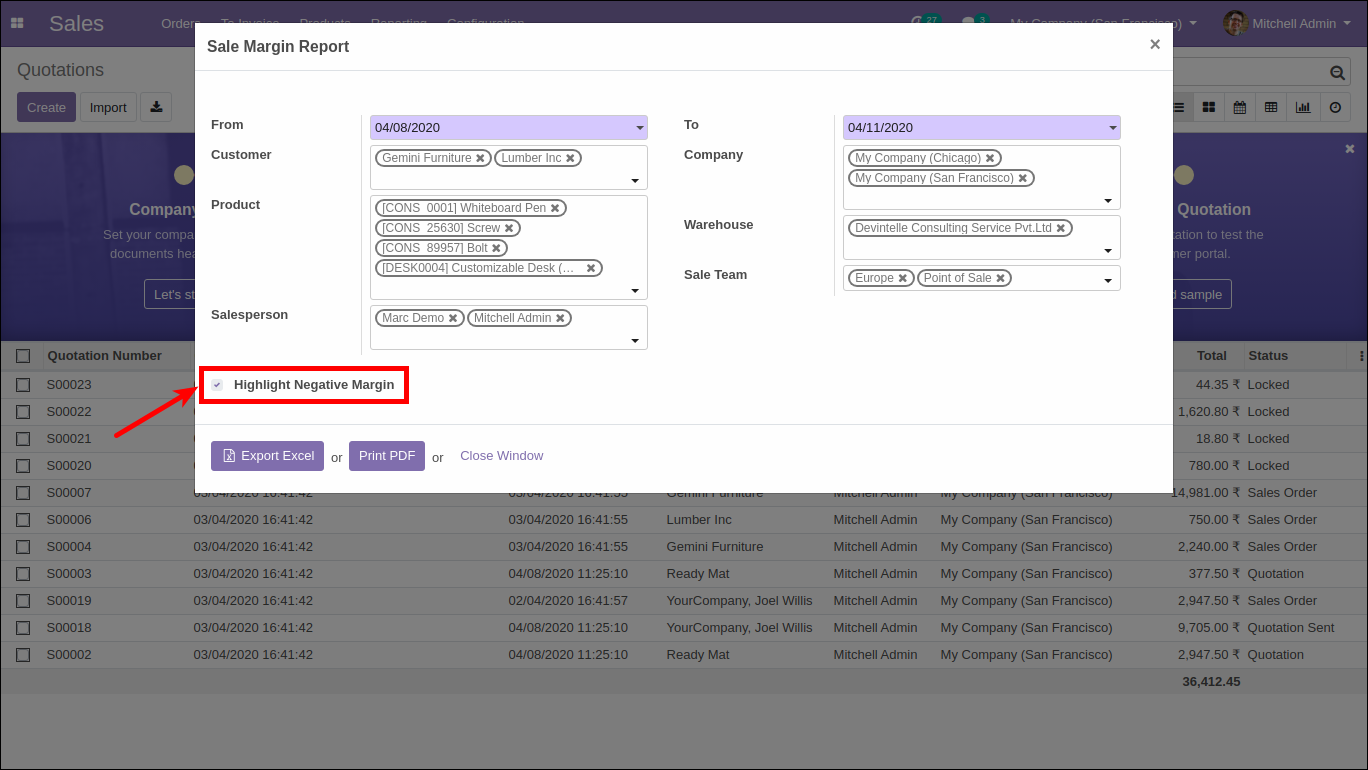 Sales
Orders To Invoice Products Reporting Configuration 27 3 My Company (San Francisco) Mitchell Admin
Sale Margin Report ×
Quotations
Create Import
From 04/08/2020 To 04/11/2020
Customer Gemini Furniture Lumber Inc
Company My Company (Chicago)
My Company (San Francisco)
Product [CONS_0001] Whiteboard Pen
[CONS_25630] Screw
[CONS_89957] Bolt
[DESK0004] Customizable Desk (…
Warehouse Devintelle Consulting Service Pvt.Ltd
Sale Team Europe Point of Sale
Salesperson Marc Demo Mitchell Admin
Highlight Negative Margin
Export Excel or Print PDF or Close Window
Company
Set your compa
documents hea
Let's st
Quotation
tation to test the
ner portal.
d sample
Quotation Number Total Status
S00023 44.35 ₹ Locked
S00022 1,620.80 ₹ Locked
S00021 18.80 ₹ Locked
S00020 780.00 ₹ Locked
S00007 03/04/2020 16:41:42 03/04/2020 16:41:55 Gemini Furniture Mitchell Admin My Company (San Francisco) 14,981.00 ₹ Sales Order
S00006 03/04/2020 16:41:42 03/04/2020 16:41:55 Lumber Inc Mitchell Admin My Company (San Francisco) 750.00 ₹ Sales Order
S00004 03/04/2020 16:41:42 03/04/2020 16:41:55 Gemini Furniture Mitchell Admin My Company (San Francisco) 2,240.00 ₹ Sales Order
S00003 03/04/2020 16:41:42 04/08/2020 11:25:10 Ready Mat Mitchell Admin My Company (San Francisco) 377.50 ₹ Quotation
S00019 03/04/2020 16:41:42 02/04/2020 16:41:57 YourCompany, Joel Willis Mitchell Admin My Company (San Francisco) 2,947.50 ₹ Sales Order
S00018 03/04/2020 16:41:42 04/08/2020 11:25:10 YourCompany, Joel Willis Mitchell Admin My Company (San Francisco) 9,705.00 ₹ Quotation Sent
S00002 03/04/2020 16:41:42 04/08/2020 11:25:10 Ready Mat Mitchell Admin My Company (San Francisco) 2,947.50 ₹ Quotation
36,412.45